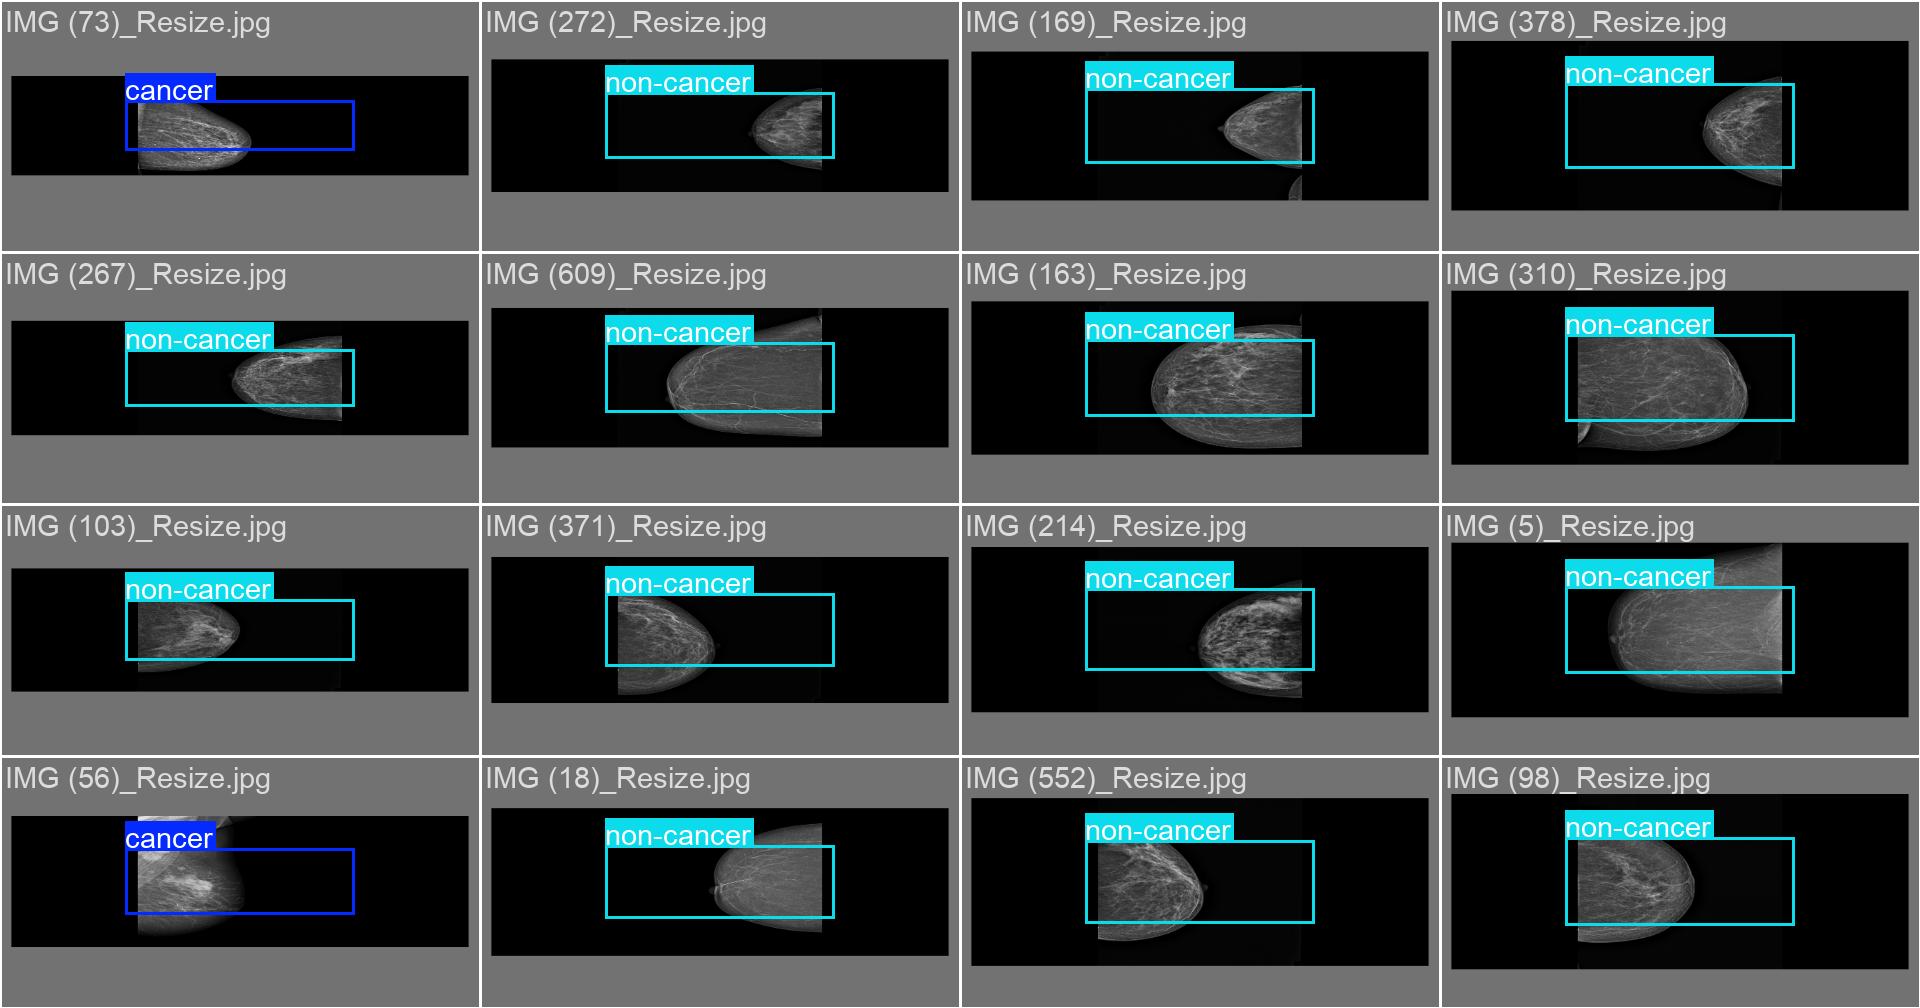 IMG (73)_Resize.jpg
cancer
IMG (272)_Resize.jpg
non-cancer
IMG (169)_Resize.jpg
non-cancer
IMG (378)_Resize.jpg
non-cancer
IMG (267)_Resize.jpg
non-cancer
IMG (609)_Resize.jpg
non-cancer
IMG (163)_Resize.jpg
non-cancer
IMG (310)_Resize.jpg
non-cancer
IMG (103)_Resize.jpg
non-cancer
IMG (371)_Resize.jpg
non-cancer
IMG (214)_Resize.jpg
non-cancer
IMG (5)_Resize.jpg
non-cancer
IMG (56)_Resize.jpg
cancer
IMG (18)_Resize.jpg
non-cancer
IMG (552)_Resize.jpg
non-cancer
IMG (98)_Resize.jpg
non-cancer